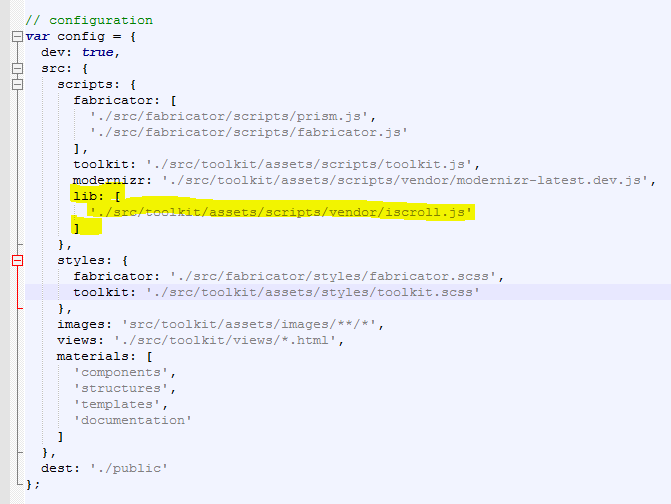 // configuration
var config = {
  dev: true,
  src: {
    scripts: {
      fabricator: [
        './src/fabricator/scripts/prism.js',
        './src/fabricator/scripts/fabricator.js'
      ],
      toolkit: './src/toolkit/assets/scripts/toolkit.js',
      modernizr: './src/toolkit/assets/scripts/vendor/modernizr-latest.dev.js',
      lib: [
        './src/toolkit/assets/scripts/vendor/iscroll.js'
      ]
    },
    styles: {
      fabricator: './src/fabricator/styles/fabricator.scss',
      toolkit: './src/toolkit/assets/styles/toolkit.scss'
    },
    images: 'src/toolkit/assets/images/**/*',
    views: './src/toolkit/views/*.html',
    materials: [
      'components',
      'structures',
      'templates',
      'documentation'
    ]
  },
  dest: './public'
};